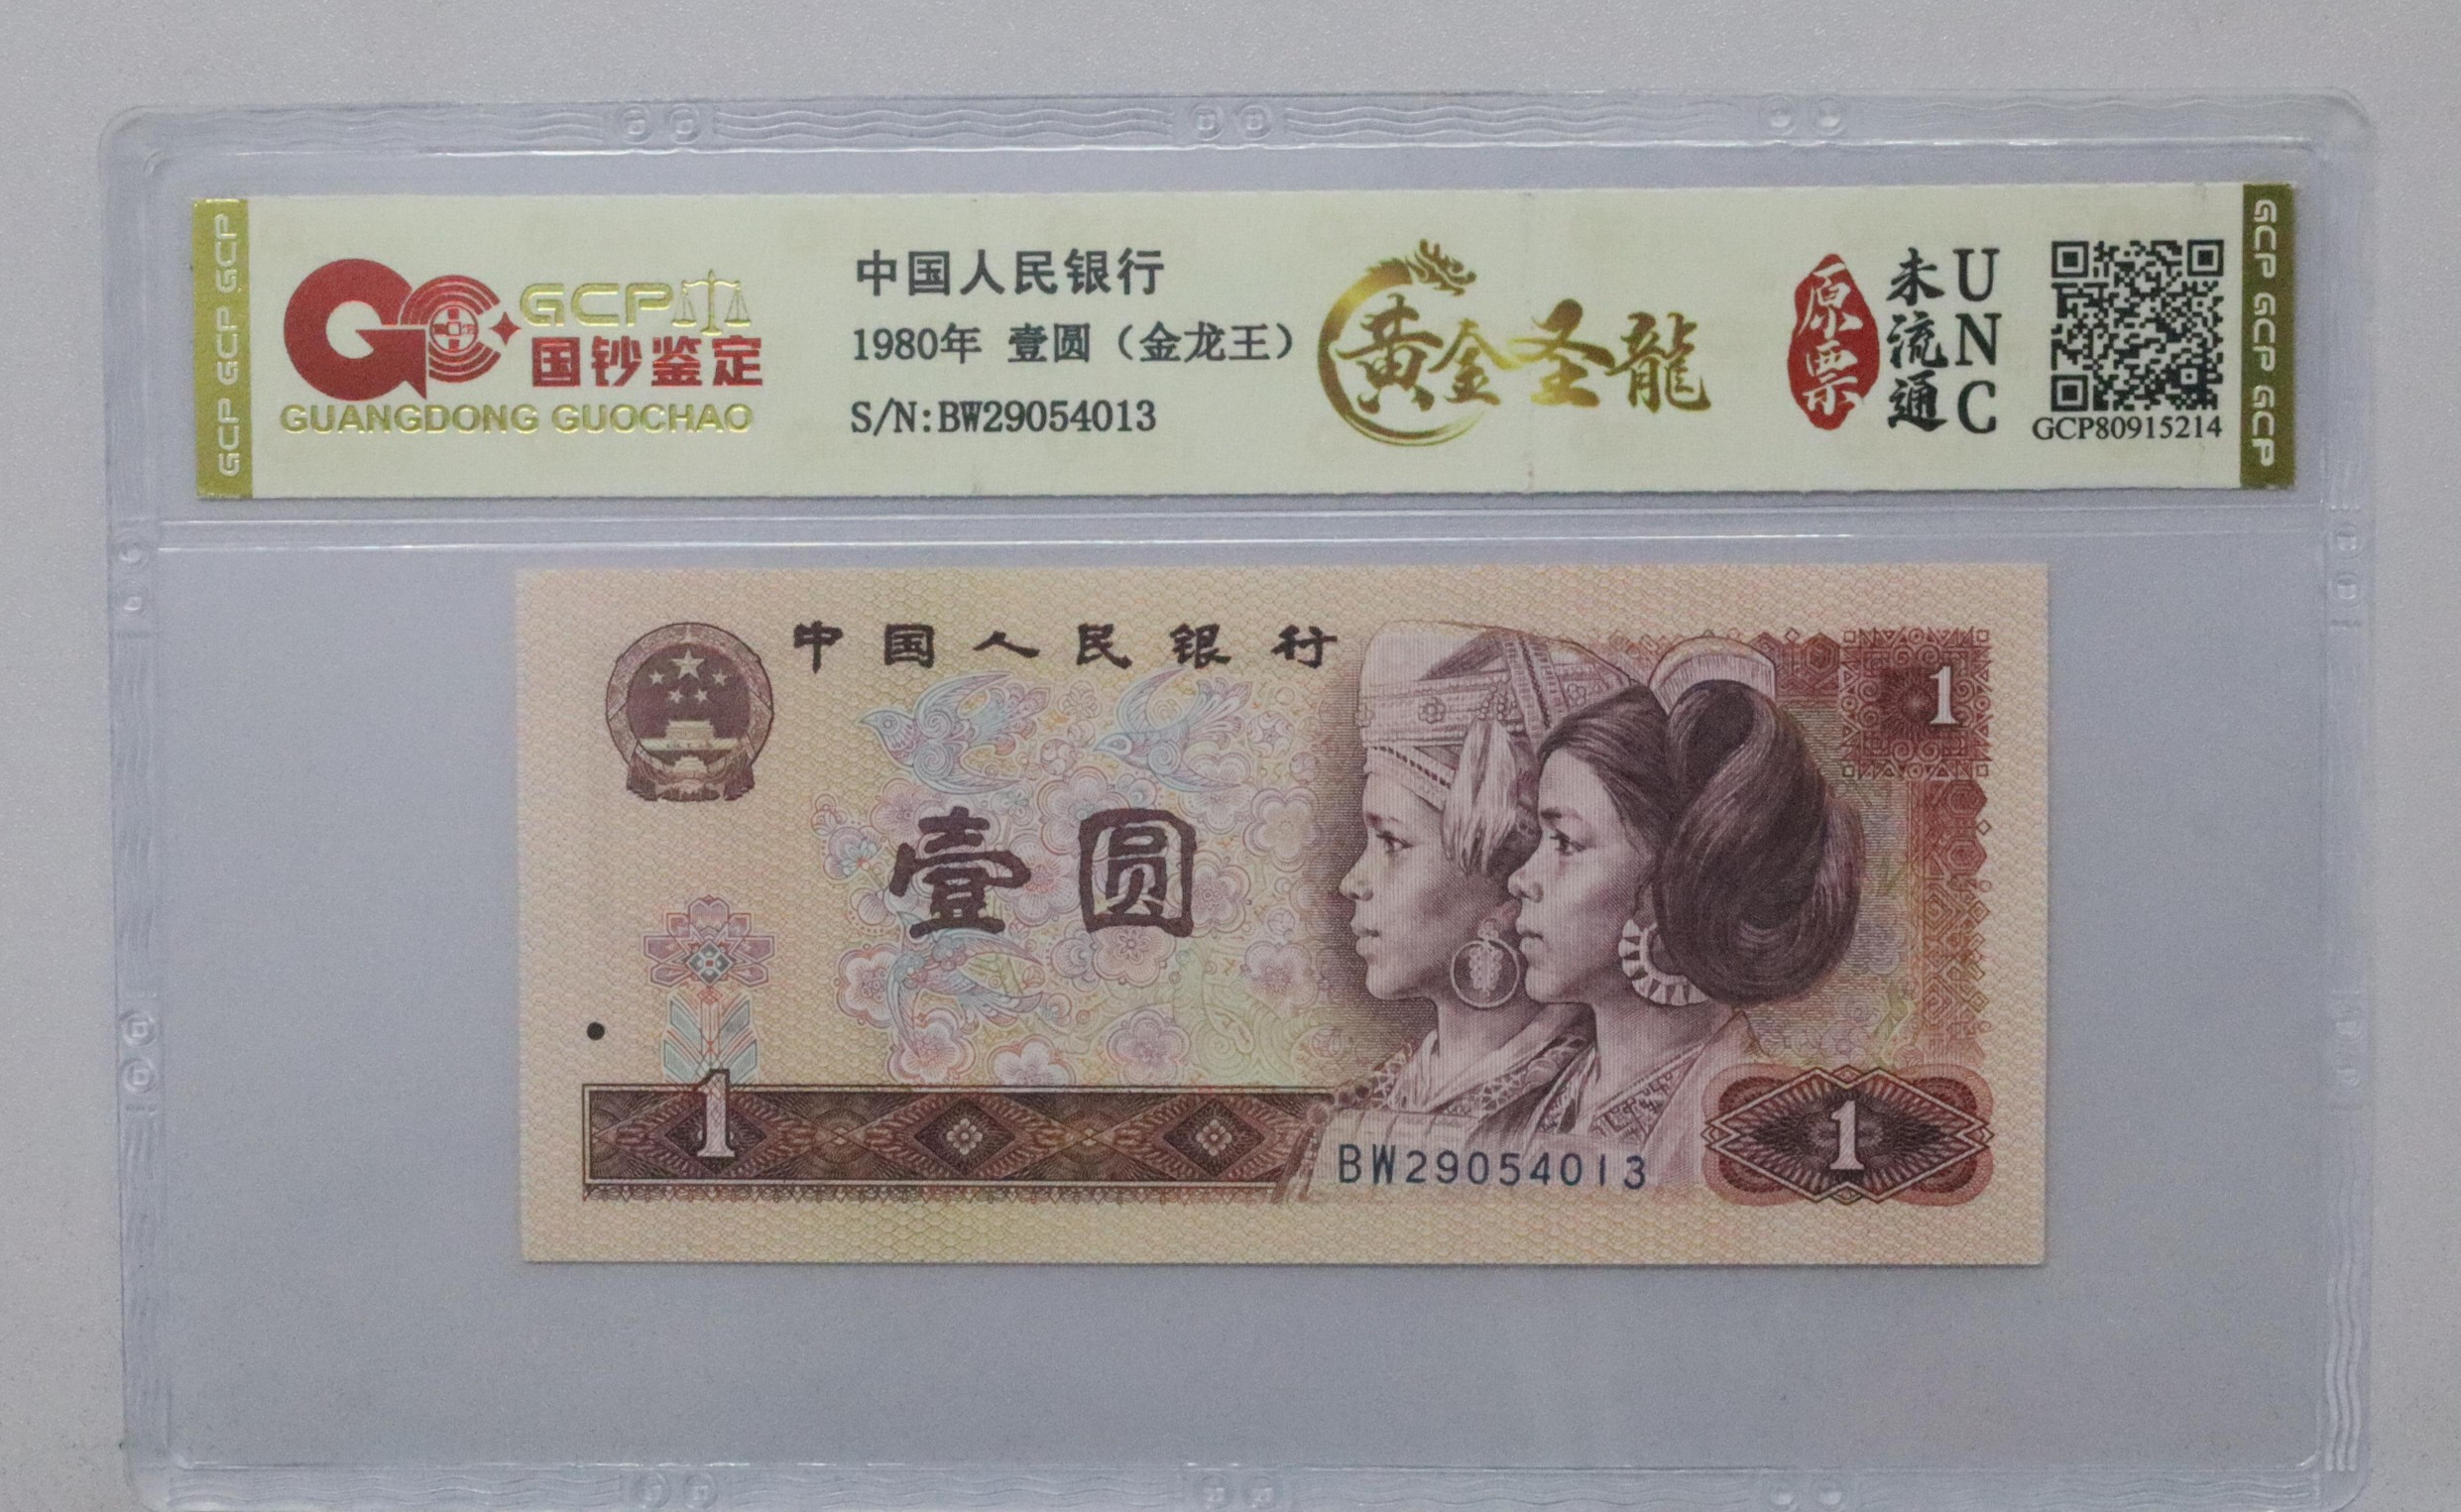 GCP GCP GCP
GCP
国钞鉴定
GUANGDONG GUOCHAO
中国人民银行
1980年 壹圆（金龙王）
S/N:BW29054013
黄金圣龍
原票
未流通
UNC
GCP80915214
GCP GCP GCP
中国人民银行
1
壹圆
1
BW29054013
1